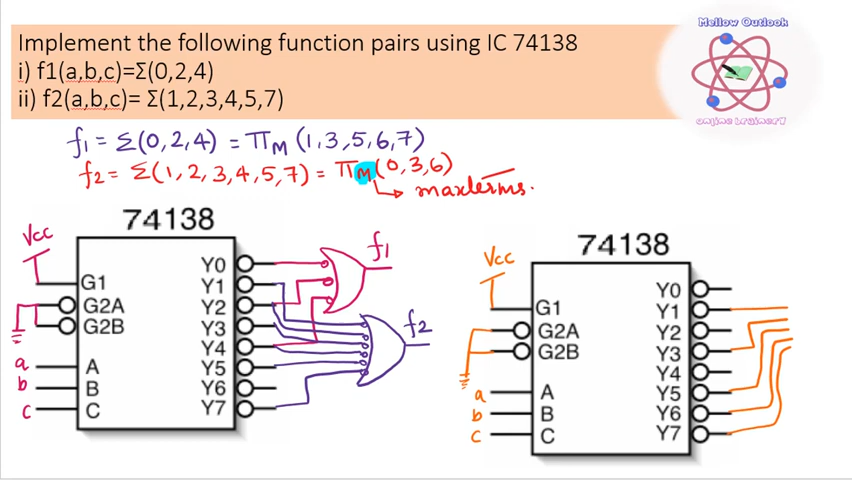 Mellow Outlook
Implement the following function pairs using IC 74138
i) f1(a,b,c)=Σ(0,2,4)
ii) f2(a,b,c)= Σ(1,2,3,4,5,7)
online brainer7
f1 = Σ(0,2,4) = πM (1,3,5,6,7)
f2 = Σ(1,2,3,4,5,7) = πM (0,3,6)
maxterms.
74138
Vcc
G1
G2A
G2B
a A
b B
c C
Y0
Y1
Y2
Y3
Y4
Y5
Y6
Y7
f1
f2
74138
Vcc
G1
G2A
G2B
a A
b B
c C
Y0
Y1
Y2
Y3
Y4
Y5
Y6
Y7